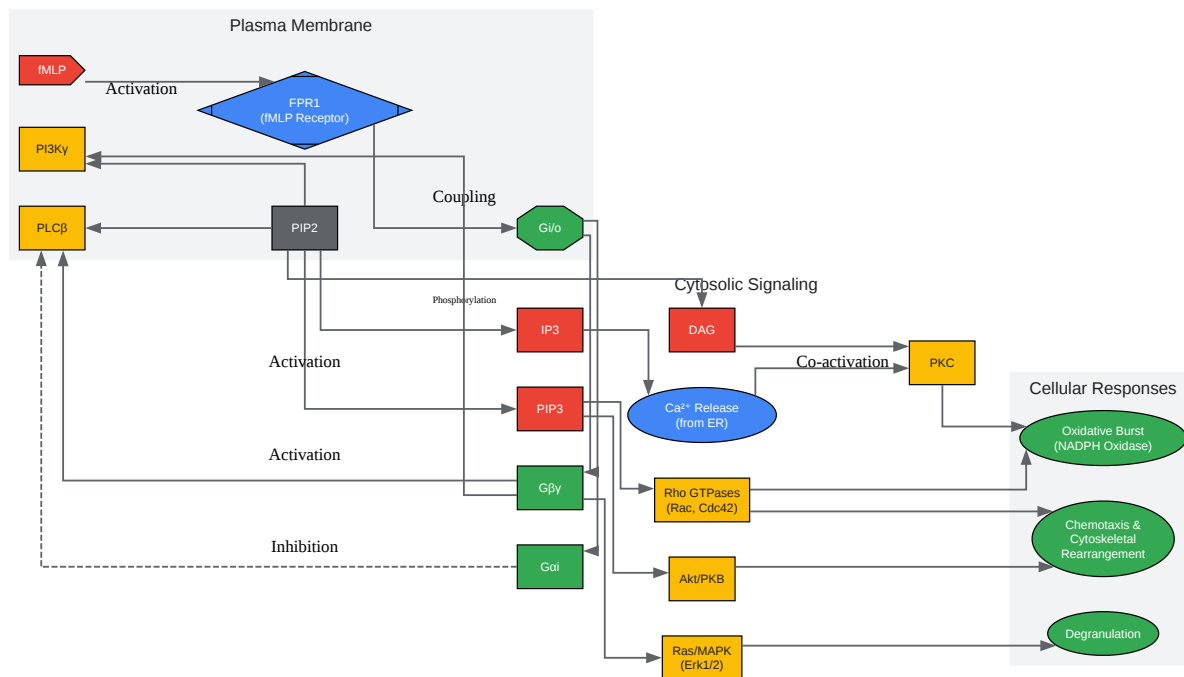 Plasma Membrane
fMLP
Activation
FPR1
(fMLP Receptor)
PI3Kγ
Coupling
PLCβ
PIP2
Gi/o
Cytosolic Signaling
Phosphorylation
IP3
DAG
Activation
Co-activation
PKC
Cellular Responses
PIP3
Ca²⁺ Release
(from ER)
Oxidative Burst
(NADPH Oxidase)
Activation
Gβγ
Rho GTPases
(Rac, Cdc42)
Chemotaxis &
Cytoskeletal
Rearrangement
Inhibition
Gαi
Akt/PKB
Degranulation
Ras/MAPK
(Erk1/2)